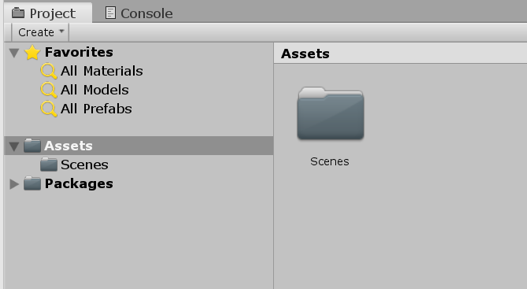 Project Console
Create
Favorites
All Materials
All Models
All Prefabs
Assets
Scenes
Packages
Assets
Scenes